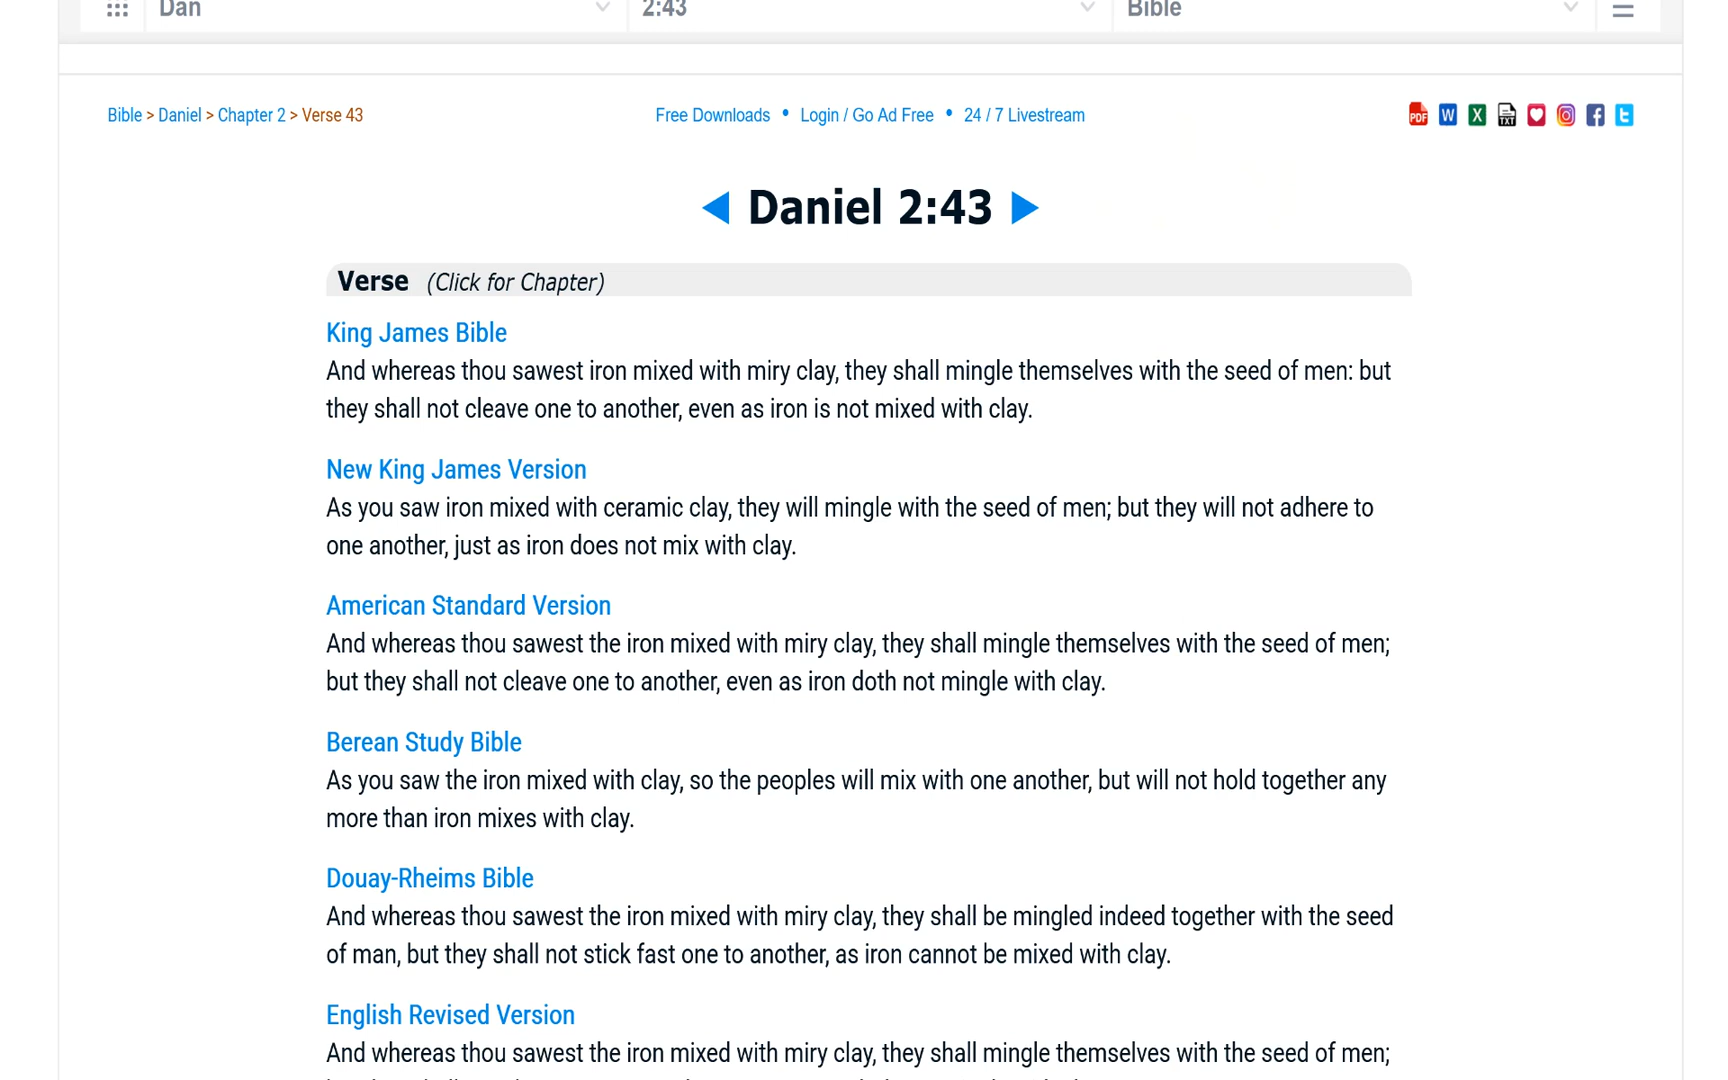 Dan 2:43 Bible
Bible > Daniel > Chapter 2 > Verse 43 Free Downloads • Login / Go Ad Free • 24 / 7 Livestream PDF W X TXT
◀ Daniel 2:43 ▶
Verse (Click for Chapter)
King James Bible
And whereas thou sawest iron mixed with miry clay, they shall mingle themselves with the seed of men: but
they shall not cleave one to another, even as iron is not mixed with clay.
New King James Version
As you saw iron mixed with ceramic clay, they will mingle with the seed of men; but they will not adhere to
one another, just as iron does not mix with clay.
American Standard Version
And whereas thou sawest the iron mixed with miry clay, they shall mingle themselves with the seed of men;
but they shall not cleave one to another, even as iron doth not mingle with clay.
Berean Study Bible
As you saw the iron mixed with clay, so the peoples will mix with one another, but will not hold together any
more than iron mixes with clay.
Douay-Rheims Bible
And whereas thou sawest the iron mixed with miry clay, they shall be mingled indeed together with the seed
of man, but they shall not stick fast one to another, as iron cannot be mixed with clay.
English Revised Version
And whereas thou sawest the iron mixed with miry clay, they shall mingle themselves with the seed of men;